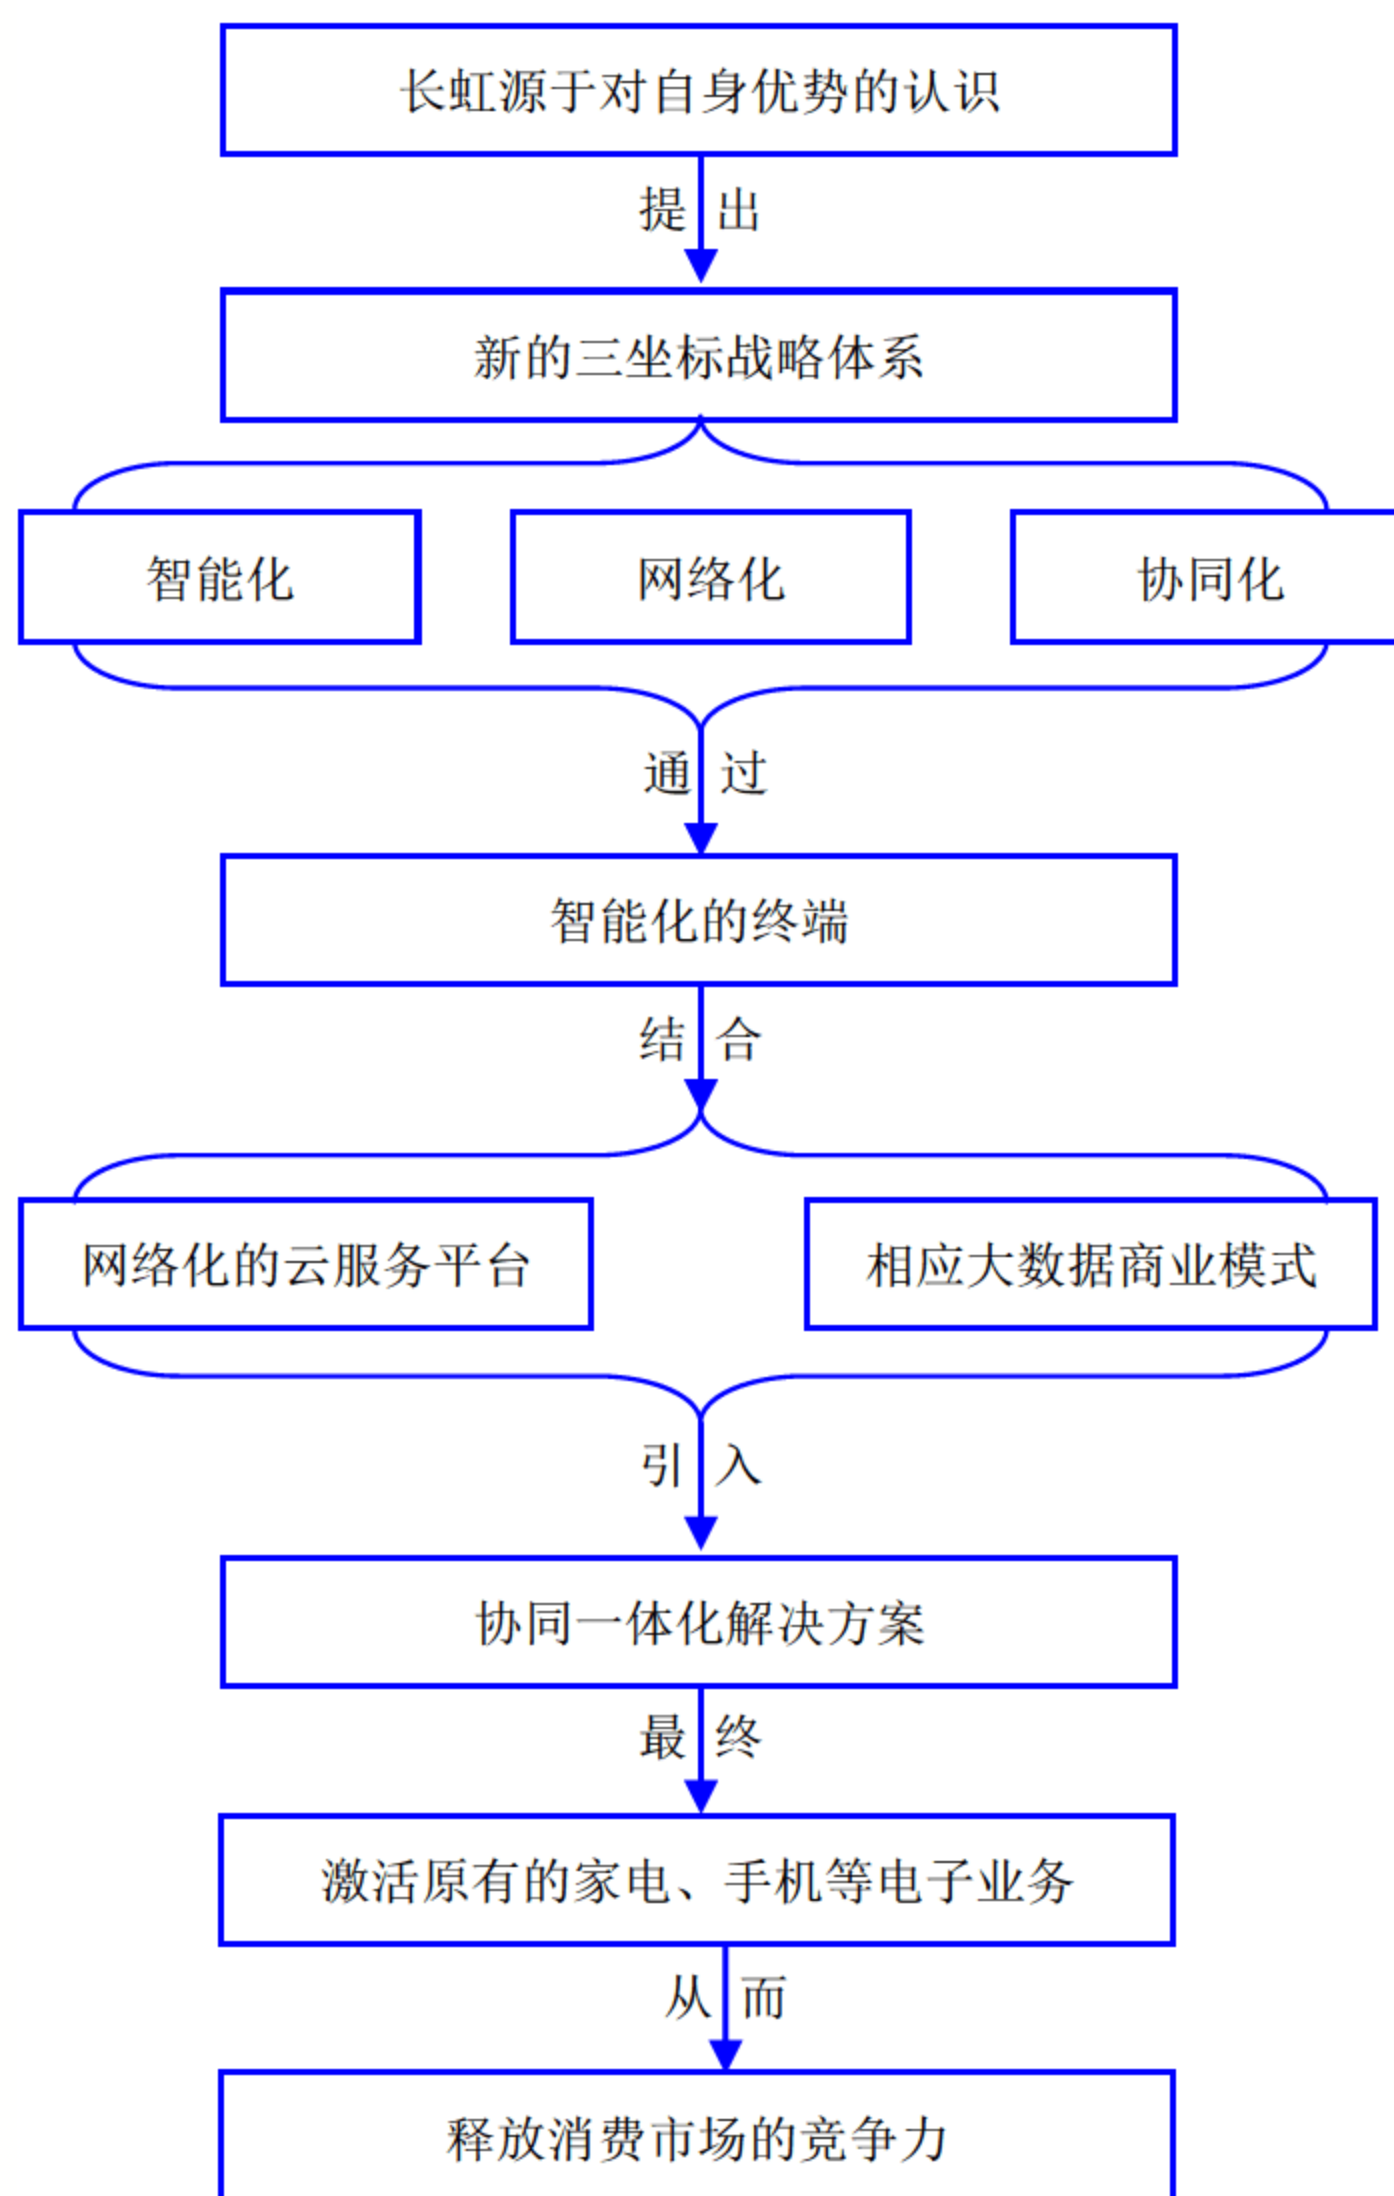 长虹源于对自身优势的认识
提 出
新的三坐标战略体系
智能化
网络化
协同化
通 过
智能化的终端
结 合
网络化的云服务平台
相应大数据商业模式
引 入
协同一体化解决方案
最 终
激活原有的家电、手机等电子业务
从 而
释放消费市场的竞争力